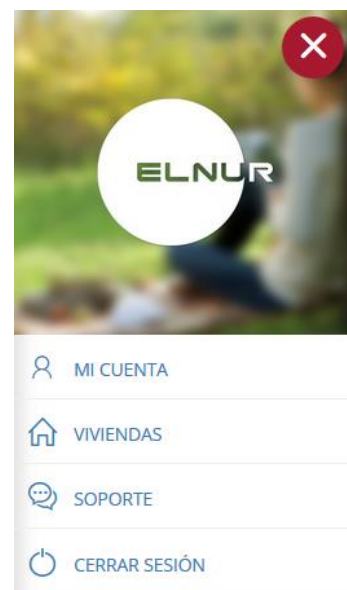 ELNUR
MI CUENTA
VIVIENDAS
SOPORTE
CERRAR SESIÓN